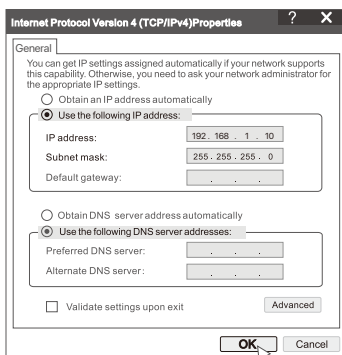 Internet Protocol Version 4 (TCP/IPv4)Properties ? X
General
You can get IP settings assigned automatically if your network supports
this capability. Otherwise, you need to ask your network administrator for
the appropriate IP settings.
Obtain an IP address automatically
Use the following IP address:
IP address: 192. 168 . 1 . 10
Subnet mask: 255 . 255 . 255 . 0
Default gateway: . . .
Obtain DNS server address automatically
Use the following DNS server addresses:
Preferred DNS server: . . .
Alternate DNS server: . . .
Validate settings upon exit Advanced
OK Cancel